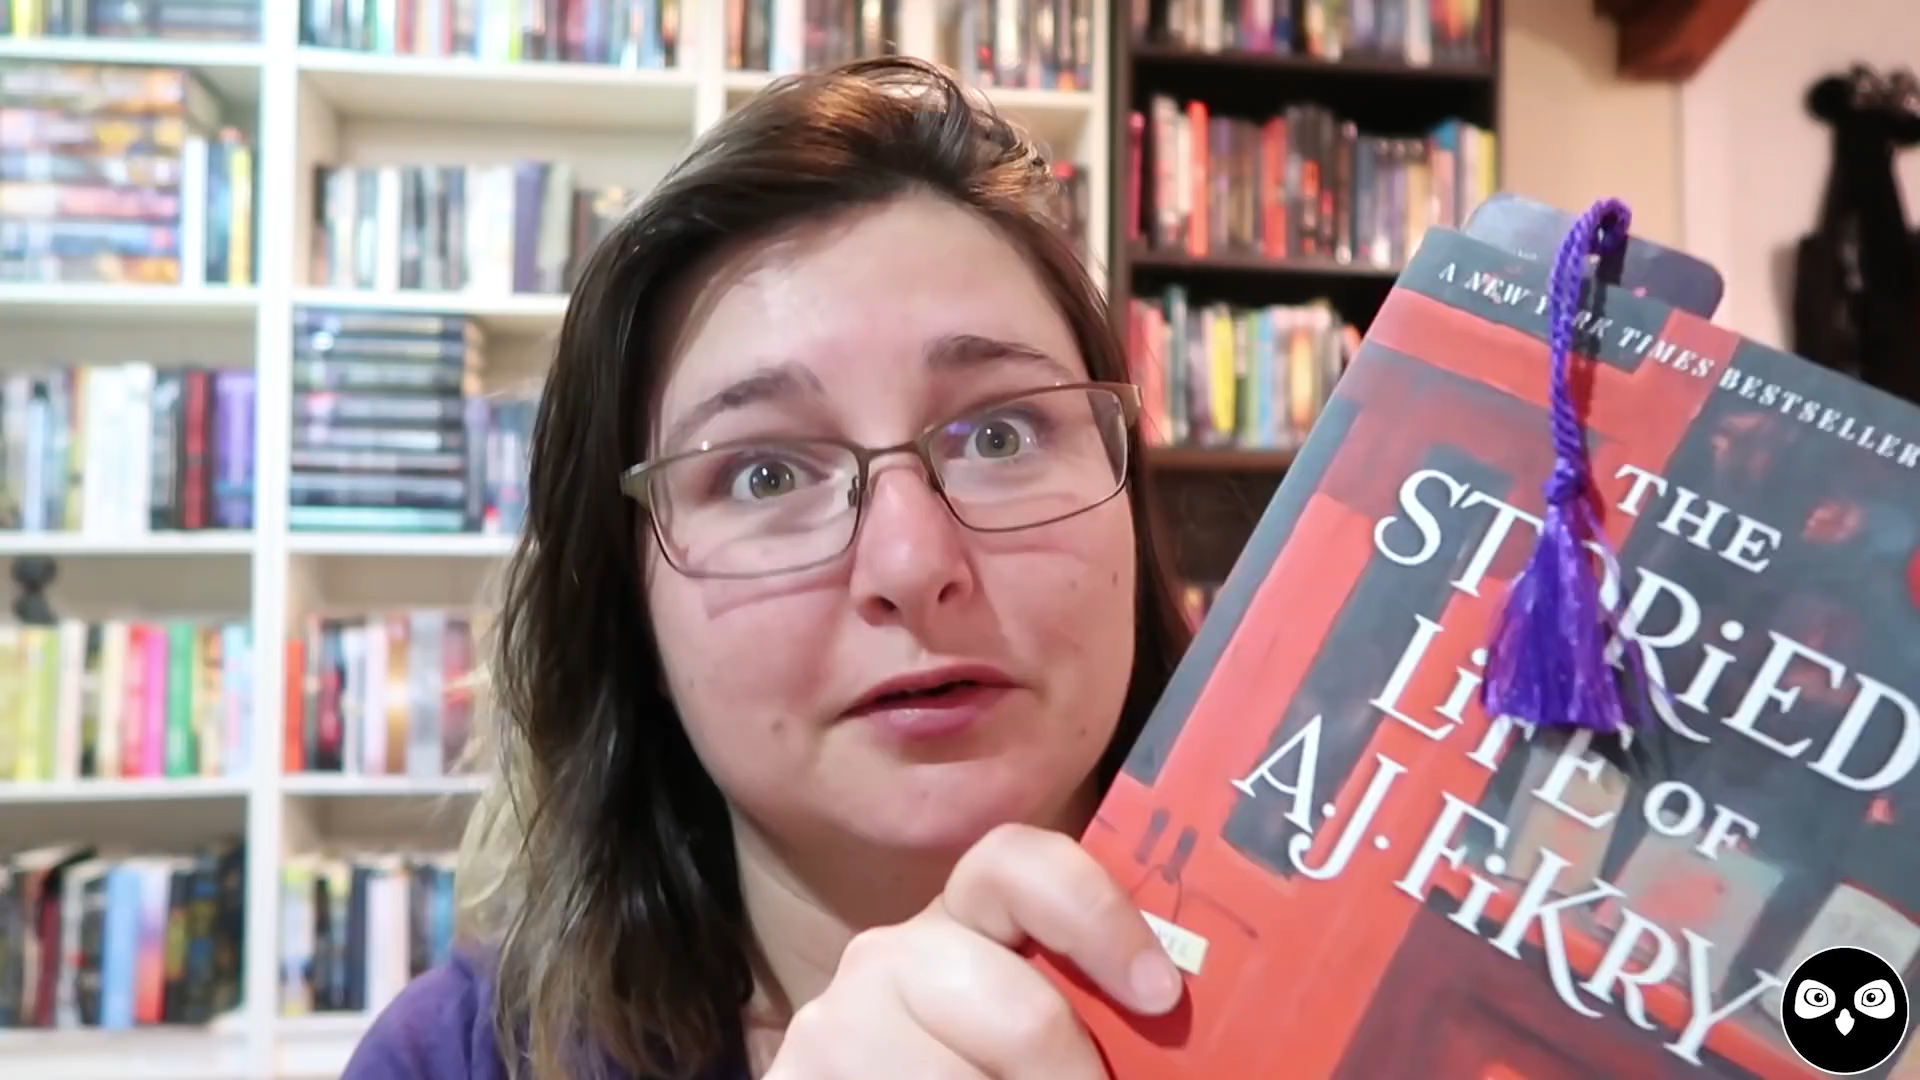 A NEW YORK TIMES BESTSELLER
THE
STORiED
LiFE OF
A.J. FiKRY